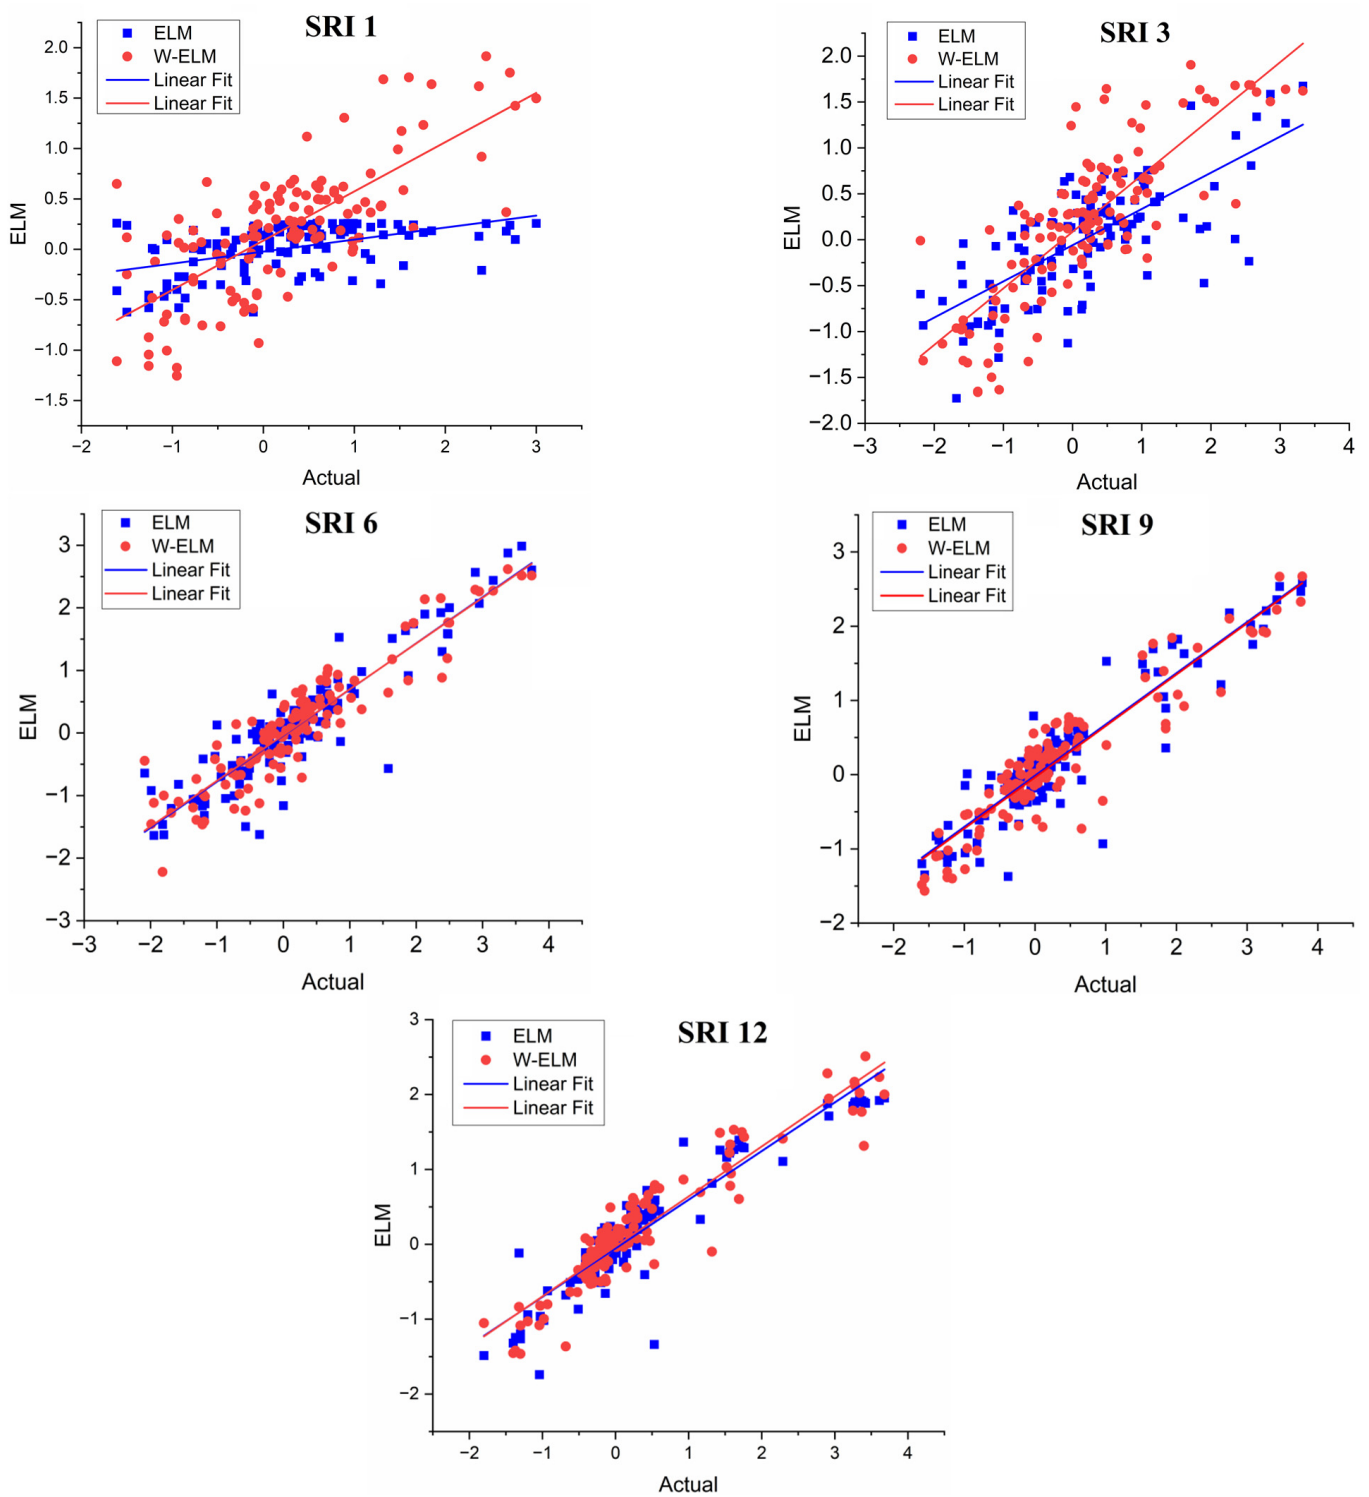 SRI 1
ELM
W-ELM
Linear Fit
Linear Fit
2.0
1.5
1.0
0.5
0.0
−0.5
−1.0
−1.5
ELM
−2 −1 0 1 2 3
Actual
SRI 3
ELM
W-ELM
Linear Fit
Linear Fit
2.0
1.5
1.0
0.5
0.0
−0.5
−1.0
−1.5
−2.0
ELM
−3 −2 −1 0 1 2 3 4
Actual
SRI 6
ELM
W-ELM
Linear Fit
Linear Fit
3
2
1
0
−1
−2
−3
ELM
−3 −2 −1 0 1 2 3 4
Actual
SRI 9
ELM
W-ELM
Linear Fit
Linear Fit
3
2
1
0
−1
−2
ELM
−2 −1 0 1 2 3 4
Actual
SRI 12
ELM
W-ELM
Linear Fit
Linear Fit
3
2
1
0
−1
−2
ELM
−2 −1 0 1 2 3 4
Actual